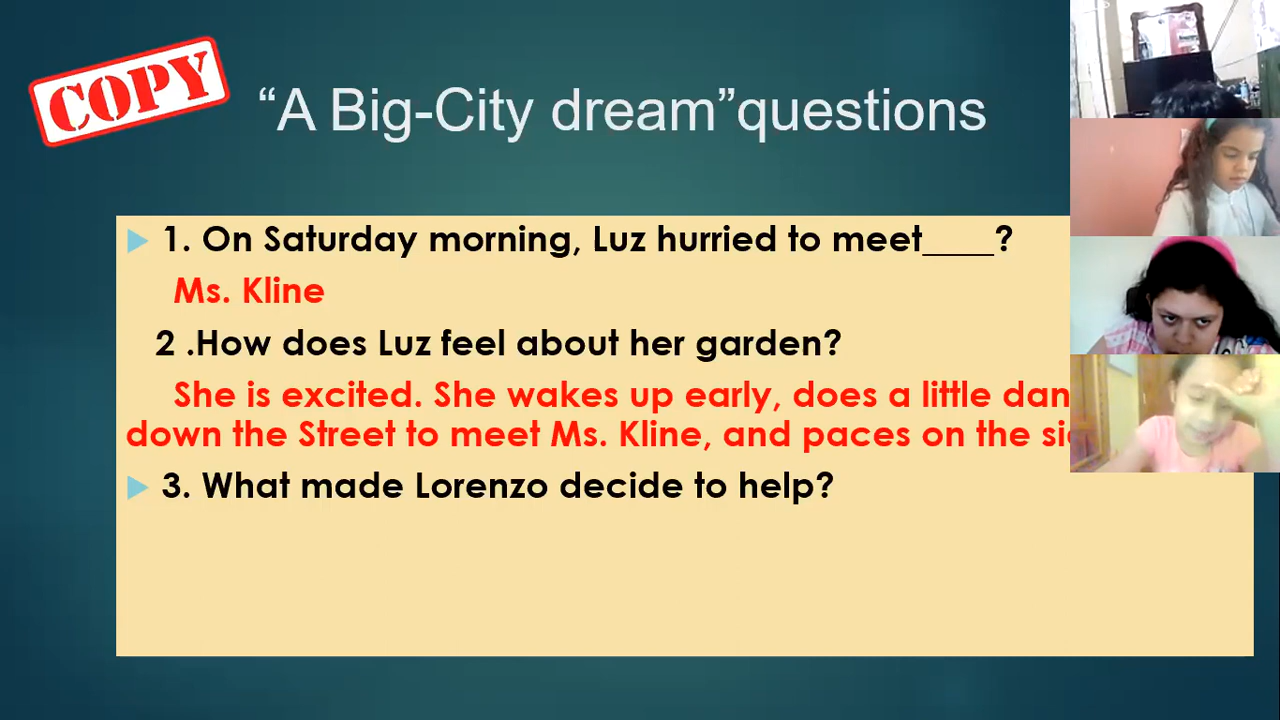 COPY
“A Big-City dream”questions
1. On Saturday morning, Luz hurried to meet____?
Ms. Kline
2 .How does Luz feel about her garden?
She is excited. She wakes up early, does a little
down the Street to meet Ms. Kline, and paces on the
3. What made Lorenzo decide to help?